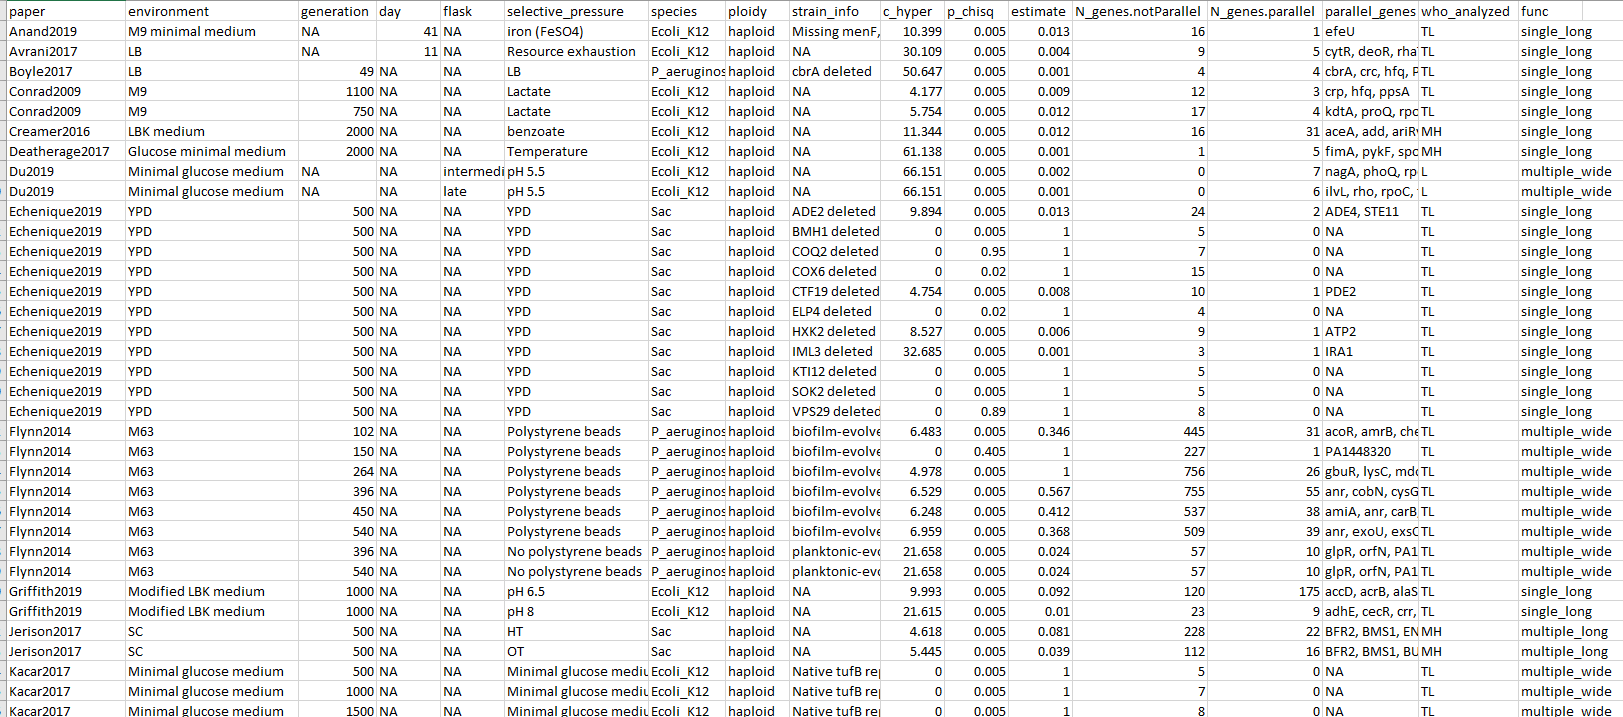 paper environment generation day flask selective_pressure species ploidy strain_info c_hyper p_chisq estimate N_genes.notParallel N_genes.parallel parallel_genes who_analyzed func
Anand2019 M9 minimal medium NA 41 NA iron (FeSO4) Ecoli_K12 haploid Missing menF, 10.399 0.005 0.013 16 1 efeU TL single_long
Avrani2017 LB NA 11 NA Resource exhaustion Ecoli_K12 haploid NA 30.109 0.005 0.004 9 5 cytR, deoR, rha TL single_long
Boyle2017 LB 49 NA NA LB P_aeruginos haploid cbrA deleted 50.647 0.005 0.001 4 4 cbrA, crc, hfq, P TL single_long
Conrad2009 M9 1100 NA NA Lactate Ecoli_K12 haploid NA 4.177 0.005 0.009 12 3 crp, hfq, ppsA TL single_long
Conrad2009 M9 750 NA NA Lactate Ecoli_K12 haploid NA 5.754 0.005 0.012 17 4 kdtA, proQ, rpc TL single_long
Creamer2016 LBK medium 2000 NA NA benzoate Ecoli_K12 haploid NA 11.344 0.005 0.012 16 31 aceA, add, ariR MH single_long
Deatherage2017 Glucose minimal medium 2000 NA NA Temperature Ecoli_K12 haploid NA 61.138 0.005 0.001 1 5 fimA, pykF, spo MH single_long
Du2019 Minimal glucose medium NA NA intermedi pH 5.5 Ecoli_K12 haploid NA 66.151 0.005 0.002 0 7 nagA, phoQ, rp L multiple_wide
Du2019 Minimal glucose medium NA NA late pH 5.5 Ecoli_K12 haploid NA 66.151 0.005 0.001 0 6 ilvL, rho, rpoC, L multiple_wide
Echenique2019 YPD 500 NA NA YPD Sac haploid ADE2 deleted 9.894 0.005 0.013 24 2 ADE4, STE11 TL single_long
Echenique2019 YPD 500 NA NA YPD Sac haploid BMH1 deleted 0 0.005 1 5 0 NA TL single_long
Echenique2019 YPD 500 NA NA YPD Sac haploid COQ2 deleted 0 0.95 1 7 0 NA TL single_long
Echenique2019 YPD 500 NA NA YPD Sac haploid COX6 deleted 0 0.02 1 15 0 NA TL single_long
Echenique2019 YPD 500 NA NA YPD Sac haploid CTF19 deleted 4.754 0.005 0.008 10 1 PDE2 TL single_long
Echenique2019 YPD 500 NA NA YPD Sac haploid ELP4 deleted 0 0.02 1 4 0 NA TL single_long
Echenique2019 YPD 500 NA NA YPD Sac haploid HXK2 deleted 8.527 0.005 0.006 9 1 ATP2 TL single_long
Echenique2019 YPD 500 NA NA YPD Sac haploid IML3 deleted 32.685 0.005 0.001 3 1 IRA1 TL single_long
Echenique2019 YPD 500 NA NA YPD Sac haploid KTI12 deleted 0 0.005 1 5 0 NA TL single_long
Echenique2019 YPD 500 NA NA YPD Sac haploid SOK2 deleted 0 0.005 1 5 0 NA TL single_long
Echenique2019 YPD 500 NA NA YPD Sac haploid VPS29 deleted 0 0.89 1 8 0 NA TL single_long
Flynn2014 M63 102 NA NA Polystyrene beads P_aeruginos haploid biofilm-evolve 6.483 0.005 0.346 445 31 acoR, amrB, che TL multiple_wide
Flynn2014 M63 150 NA NA Polystyrene beads P_aeruginos haploid biofilm-evolve 0 0.405 1 227 1 PA1448320 TL multiple_wide
Flynn2014 M63 264 NA NA Polystyrene beads P_aeruginos haploid biofilm-evolve 4.978 0.005 1 756 26 gbuR, lysC, mdc TL multiple_wide
Flynn2014 M63 396 NA NA Polystyrene beads P_aeruginos haploid biofilm-evolve 6.529 0.005 0.567 755 55 anr, cobN, cysG TL multiple_wide
Flynn2014 M63 450 NA NA Polystyrene beads P_aeruginos haploid biofilm-evolve 6.248 0.005 0.412 537 38 amiA, anr, carB TL multiple_wide
Flynn2014 M63 540 NA NA Polystyrene beads P_aeruginos haploid biofilm-evolve 6.959 0.005 0.368 509 39 anr, exoU, exsC TL multiple_wide
Flynn2014 M63 396 NA NA No polystyrene beads P_aeruginos haploid planktonic-evo 21.658 0.005 0.024 57 10 glpR, orfN, PA1 TL multiple_wide
Flynn2014 M63 540 NA NA No polystyrene beads P_aeruginos haploid planktonic-evo 21.658 0.005 0.024 57 10 glpR, orfN, PA1 TL multiple_wide
Griffith2019 Modified LBK medium 1000 NA NA pH 6.5 Ecoli_K12 haploid NA 9.993 0.005 0.092 120 175 accD, acrB, alaS TL single_long
Griffith2019 Modified LBK medium 1000 NA NA pH 8 Ecoli_K12 haploid NA 21.615 0.005 0.01 23 9 adhE, cecR, crr, TL single_long
Jerison2017 SC 500 NA NA HT Sac haploid NA 4.618 0.005 0.081 228 22 BFR2, BMS1, EN MH multiple_long
Jerison2017 SC 500 NA NA OT Sac haploid NA 5.445 0.005 0.039 112 16 BFR2, BMS1, BU MH multiple_long
Kacar2017 Minimal glucose medium 500 NA NA Minimal glucose mediu Ecoli_K12 haploid Native tufB rep 0 0.005 1 5 0 NA TL multiple_wide
Kacar2017 Minimal glucose medium 1000 NA NA Minimal glucose mediu Ecoli_K12 haploid Native tufB rep 0 0.005 1 7 0 NA TL multiple_wide
Kacar2017 Minimal glucose medium 1500 NA NA Minimal glucose mediu Ecoli_K12 haploid Native tufB rep 0 0.005 1 8 0 NA TL multiple_wide